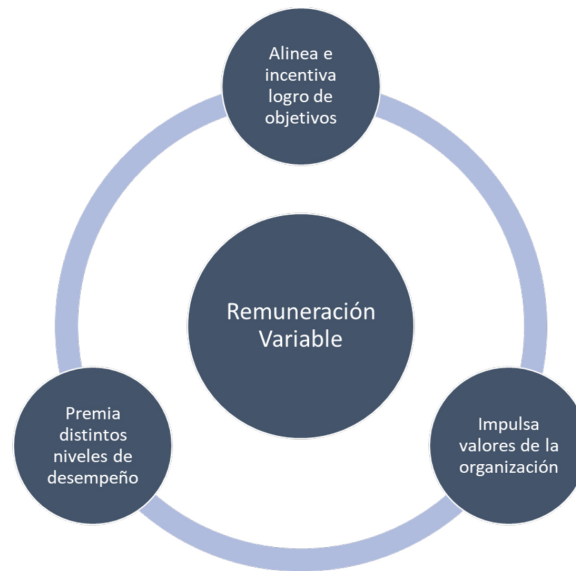 Alinea e
incentiva
logro de
objetivos
Remuneración
Variable
Premia
distintos
niveles de
desempeño
Impulsa
valores de la
organización